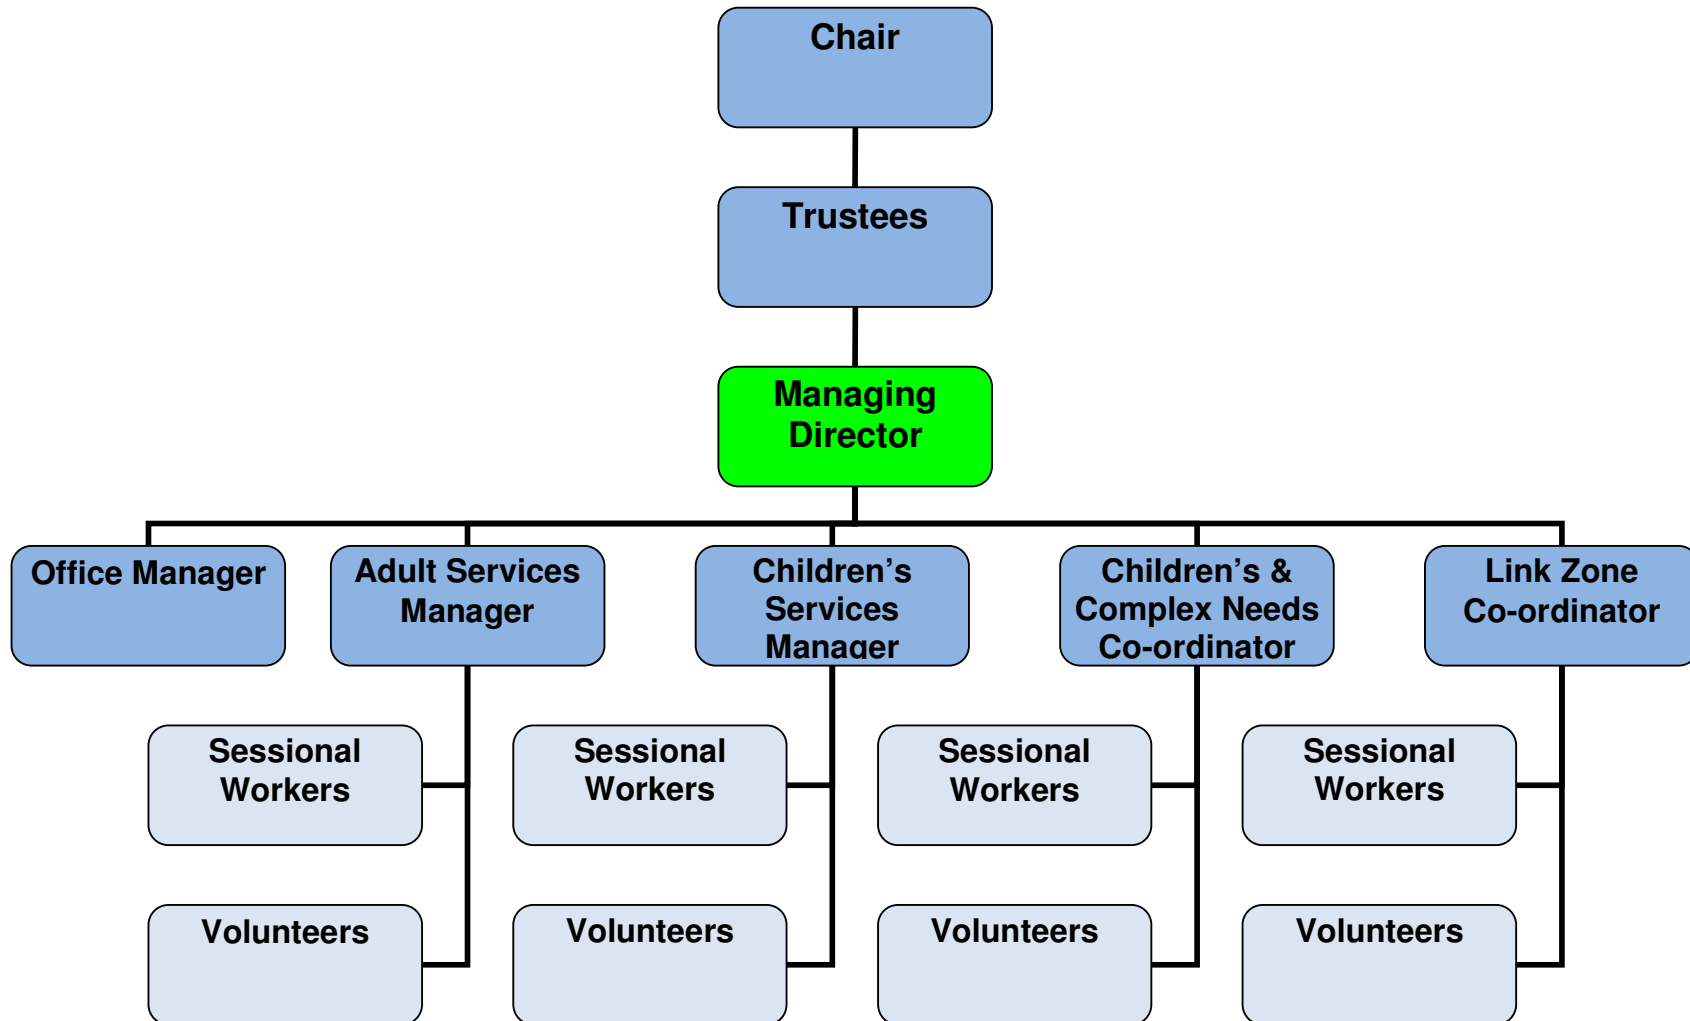 Chair
Trustees
Managing
Director
Office Manager
Adult Services
Manager
Children’s
Services
Manager
Children’s &
Complex Needs
Co-ordinator
Link Zone
Co-ordinator
Sessional
Workers
Sessional
Workers
Sessional
Workers
Sessional
Workers
Volunteers
Volunteers
Volunteers
Volunteers